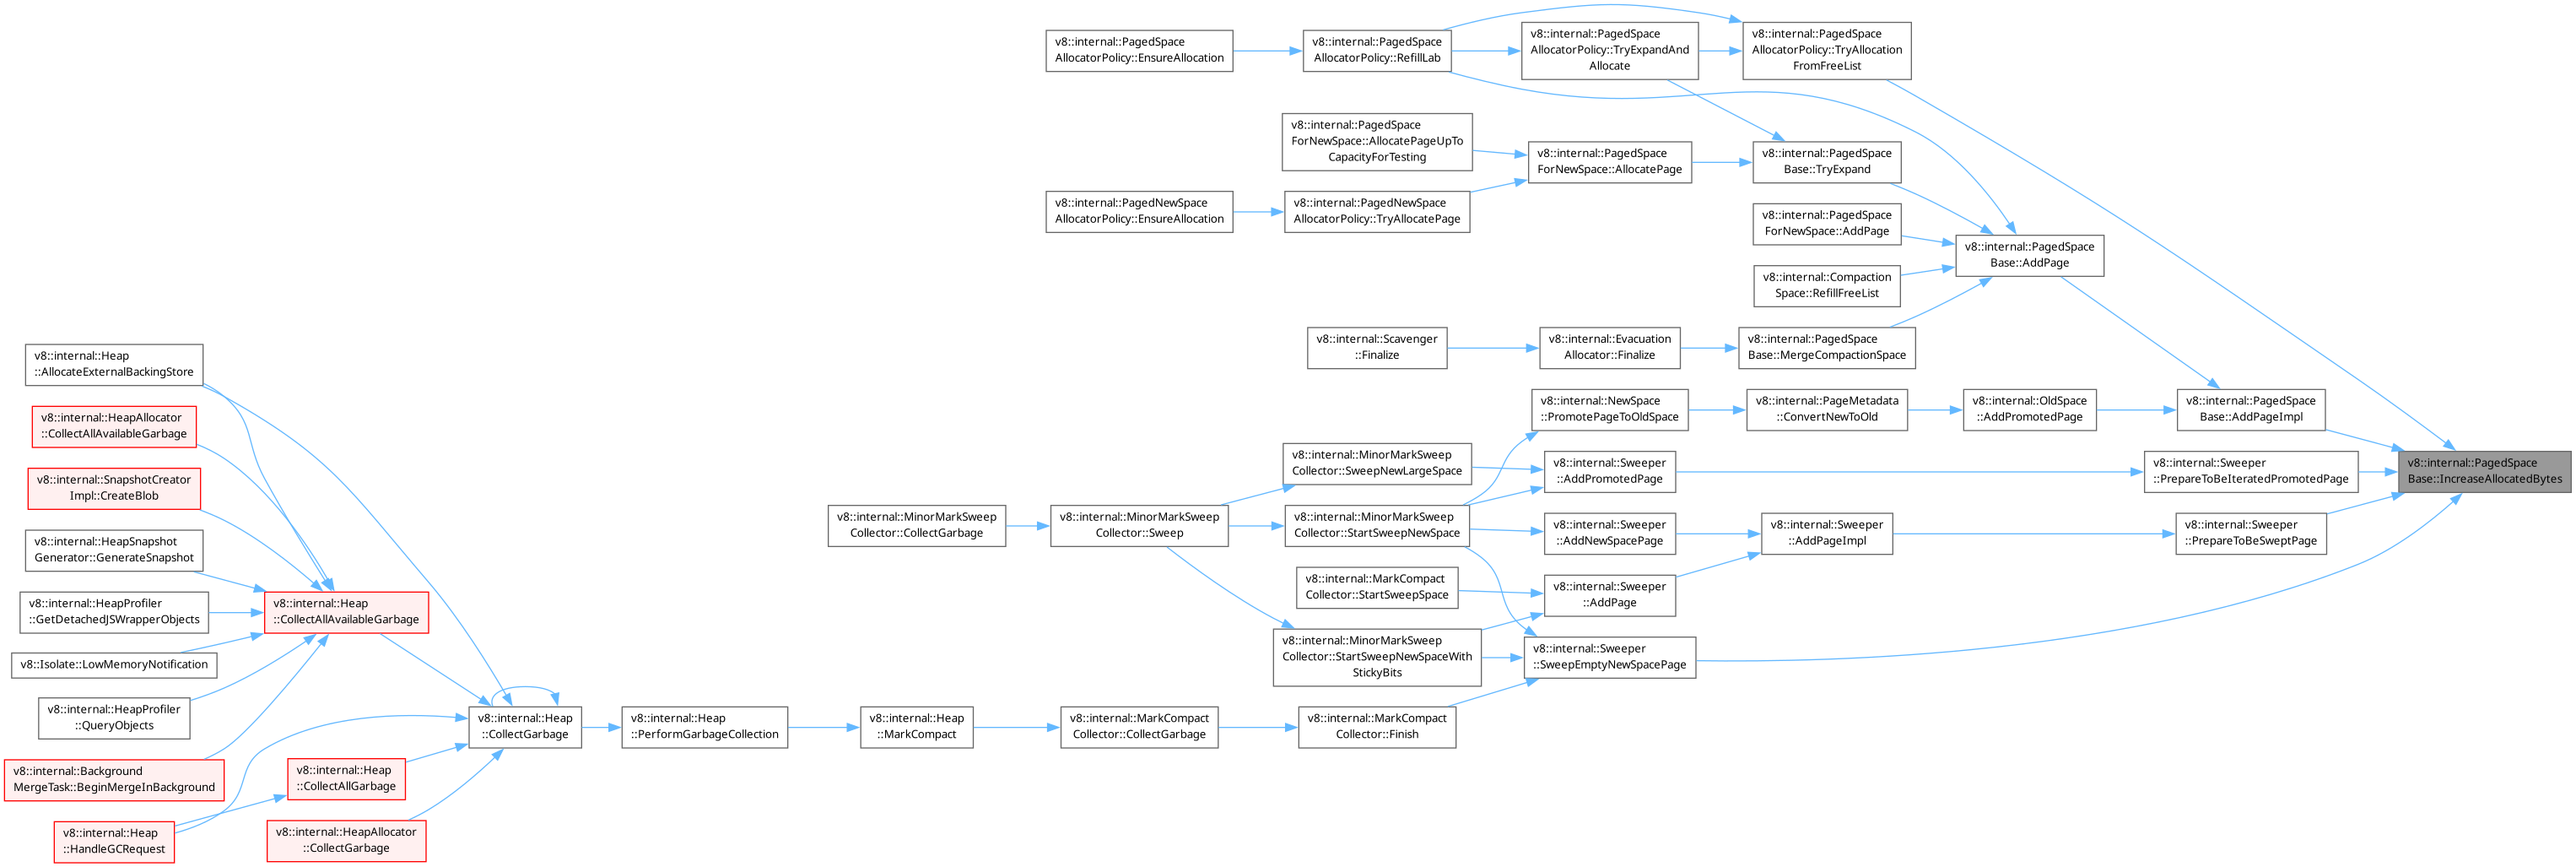 v8::internal::PagedSpace
AllocatorPolicy::EnsureAllocation
v8::internal::PagedSpace
AllocatorPolicy::RefillLab
v8::internal::PagedSpace
AllocatorPolicy::TryExpandAnd
Allocate
v8::internal::PagedSpace
AllocatorPolicy::TryAllocation
FromFreeList
v8::internal::PagedSpace
ForNewSpace::AllocatePageUpTo
CapacityForTesting
v8::internal::PagedSpace
ForNewSpace::AllocatePage
v8::internal::PagedSpace
Base::TryExpand
v8::internal::PagedNewSpace
AllocatorPolicy::EnsureAllocation
v8::internal::PagedNewSpace
AllocatorPolicy::TryAllocatePage
v8::internal::PagedSpace
ForNewSpace::AddPage
v8::internal::PagedSpace
Base::AddPage
v8::internal::Compaction
Space::RefillFreeList
v8::internal::Scavenger
::Finalize
v8::internal::Evacuation
Allocator::Finalize
v8::internal::PagedSpace
Base::MergeCompactionSpace
v8::internal::Heap
::AllocateExternalBackingStore
v8::internal::HeapAllocator
::CollectAllAvailableGarbage
v8::internal::NewSpace
::PromotePageToOldSpace
v8::internal::PageMetadata
::ConvertNewToOld
v8::internal::OldSpace
::AddPromotedPage
v8::internal::PagedSpace
Base::AddPageImpl
v8::internal::SnapshotCreator
Impl::CreateBlob
v8::internal::MinorMarkSweep
Collector::SweepNewLargeSpace
v8::internal::Sweeper
::AddPromotedPage
v8::internal::Sweeper
::PrepareToBeIteratedPromotedPage
v8::internal::PagedSpace
Base::IncreaseAllocatedBytes
v8::internal::HeapSnapshot
Generator::GenerateSnapshot
v8::internal::MinorMarkSweep
Collector::CollectGarbage
v8::internal::MinorMarkSweep
Collector::Sweep
v8::internal::MinorMarkSweep
Collector::StartSweepNewSpace
v8::internal::Sweeper
::AddNewSpacePage
v8::internal::Sweeper
::AddPageImpl
v8::internal::Sweeper
::PrepareToBeSweptPage
v8::internal::HeapProfiler
::GetDetachedJSWrapperObjects
v8::internal::Heap
::CollectAllAvailableGarbage
v8::internal::MarkCompact
Collector::StartSweepSpace
v8::internal::Sweeper
::AddPage
v8::Isolate::LowMemoryNotification
v8::internal::MinorMarkSweep
Collector::StartSweepNewSpaceWith
StickyBits
v8::internal::Sweeper
::SweepEmptyNewSpacePage
v8::internal::HeapProfiler
::QueryObjects
v8::internal::Heap
::CollectGarbage
v8::internal::Heap
::PerformGarbageCollection
v8::internal::Heap
::MarkCompact
v8::internal::MarkCompact
Collector::CollectGarbage
v8::internal::MarkCompact
Collector::Finish
v8::internal::Background
MergeTask::BeginMergeInBackground
v8::internal::Heap
::CollectAllGarbage
v8::internal::Heap
::HandleGCRequest
v8::internal::HeapAllocator
::CollectGarbage